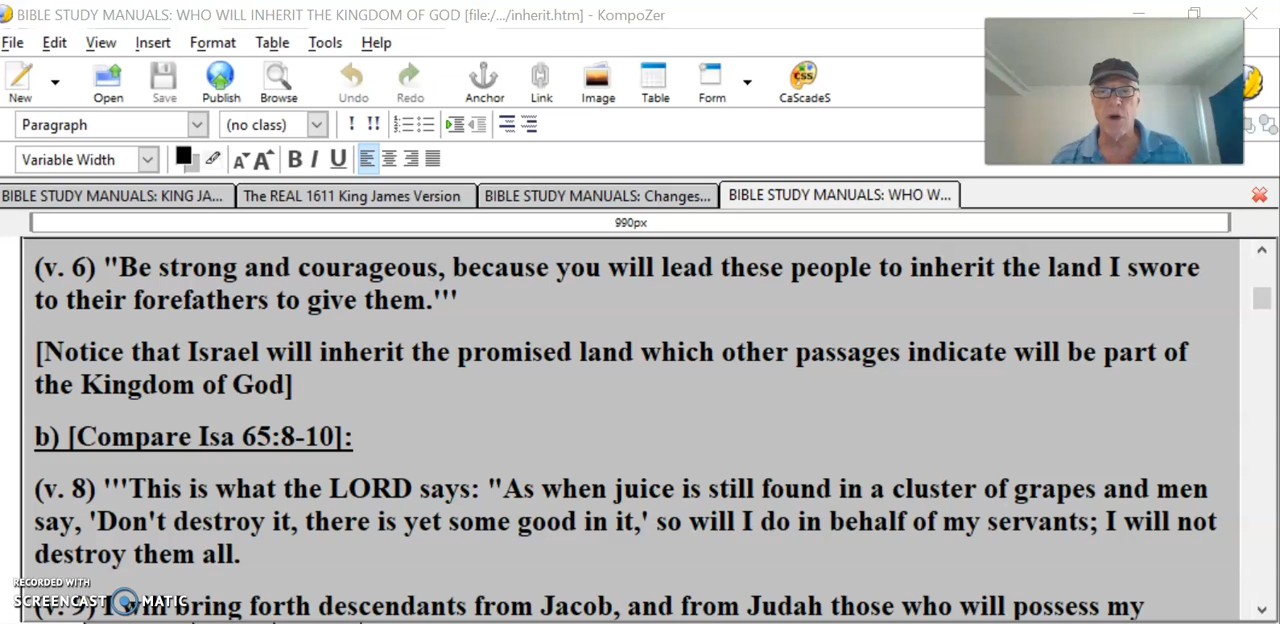 BIBLE STUDY MANUALS: WHO WILL INHERIT THE KINGDOM OF GOD [file:/.../inherit.htm] - KompoZer
File Edit View Insert Format Table Tools Help
New Open Save Publish Browse Undo Redo Anchor Link Image Table Form CaScadeS
CSS
Paragraph (no class) ! !!
Variable Width A A B I U
BIBLE STUDY MANUALS: KING JA... The REAL 1611 King James Version BIBLE STUDY MANUALS: Changes... BIBLE STUDY MANUALS: WHO W...
990px
(v. 6) "Be strong and courageous, because you will lead these people to inherit the land I swore
to their forefathers to give them.'"
[Notice that Israel will inherit the promised land which other passages indicate will be part of
the Kingdom of God]
b) [Compare Isa 65:8-10]:
(v. 8) '"This is what the LORD says: "As when juice is still found in a cluster of grapes and men
say, 'Don't destroy it, there is yet some good in it,' so will I do in behalf of my servants; I will not
destroy them all.
(v. 9) I will bring forth descendants from Jacob, and from Judah those who will possess my
RECORDED WITH
SCREENCAST MATIC